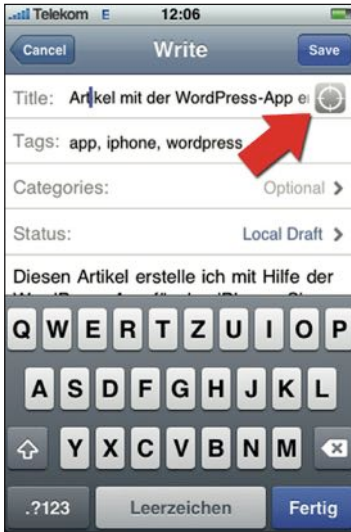 Telekom E 12:06
Cancel Write Save
Title: Artikel mit der WordPress-App
Tags: app, iphone, wordpress
Categories: Optional
Status: Local Draft
Diesen Artikel erstelle ich mit Hilfe der
Q W E R T Z U I O P
A S D F G H J K L
Y X C V B N M
.?123 Leerzeichen Fertig